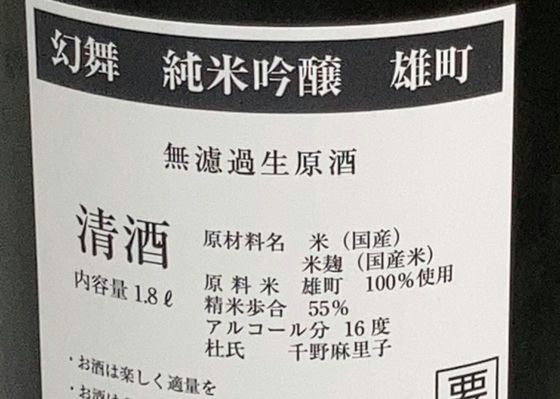 幻舞 純米吟醸 雄町
無濾過生原酒
清酒
内容量 1.8ℓ
原材料名 米（国産）
米麹（国産米）
原料米 雄町 100%使用
精米歩合 55%
アルコール分 16度
杜氏 千野麻里子
・お酒は楽しく適量を
・お酒は
要